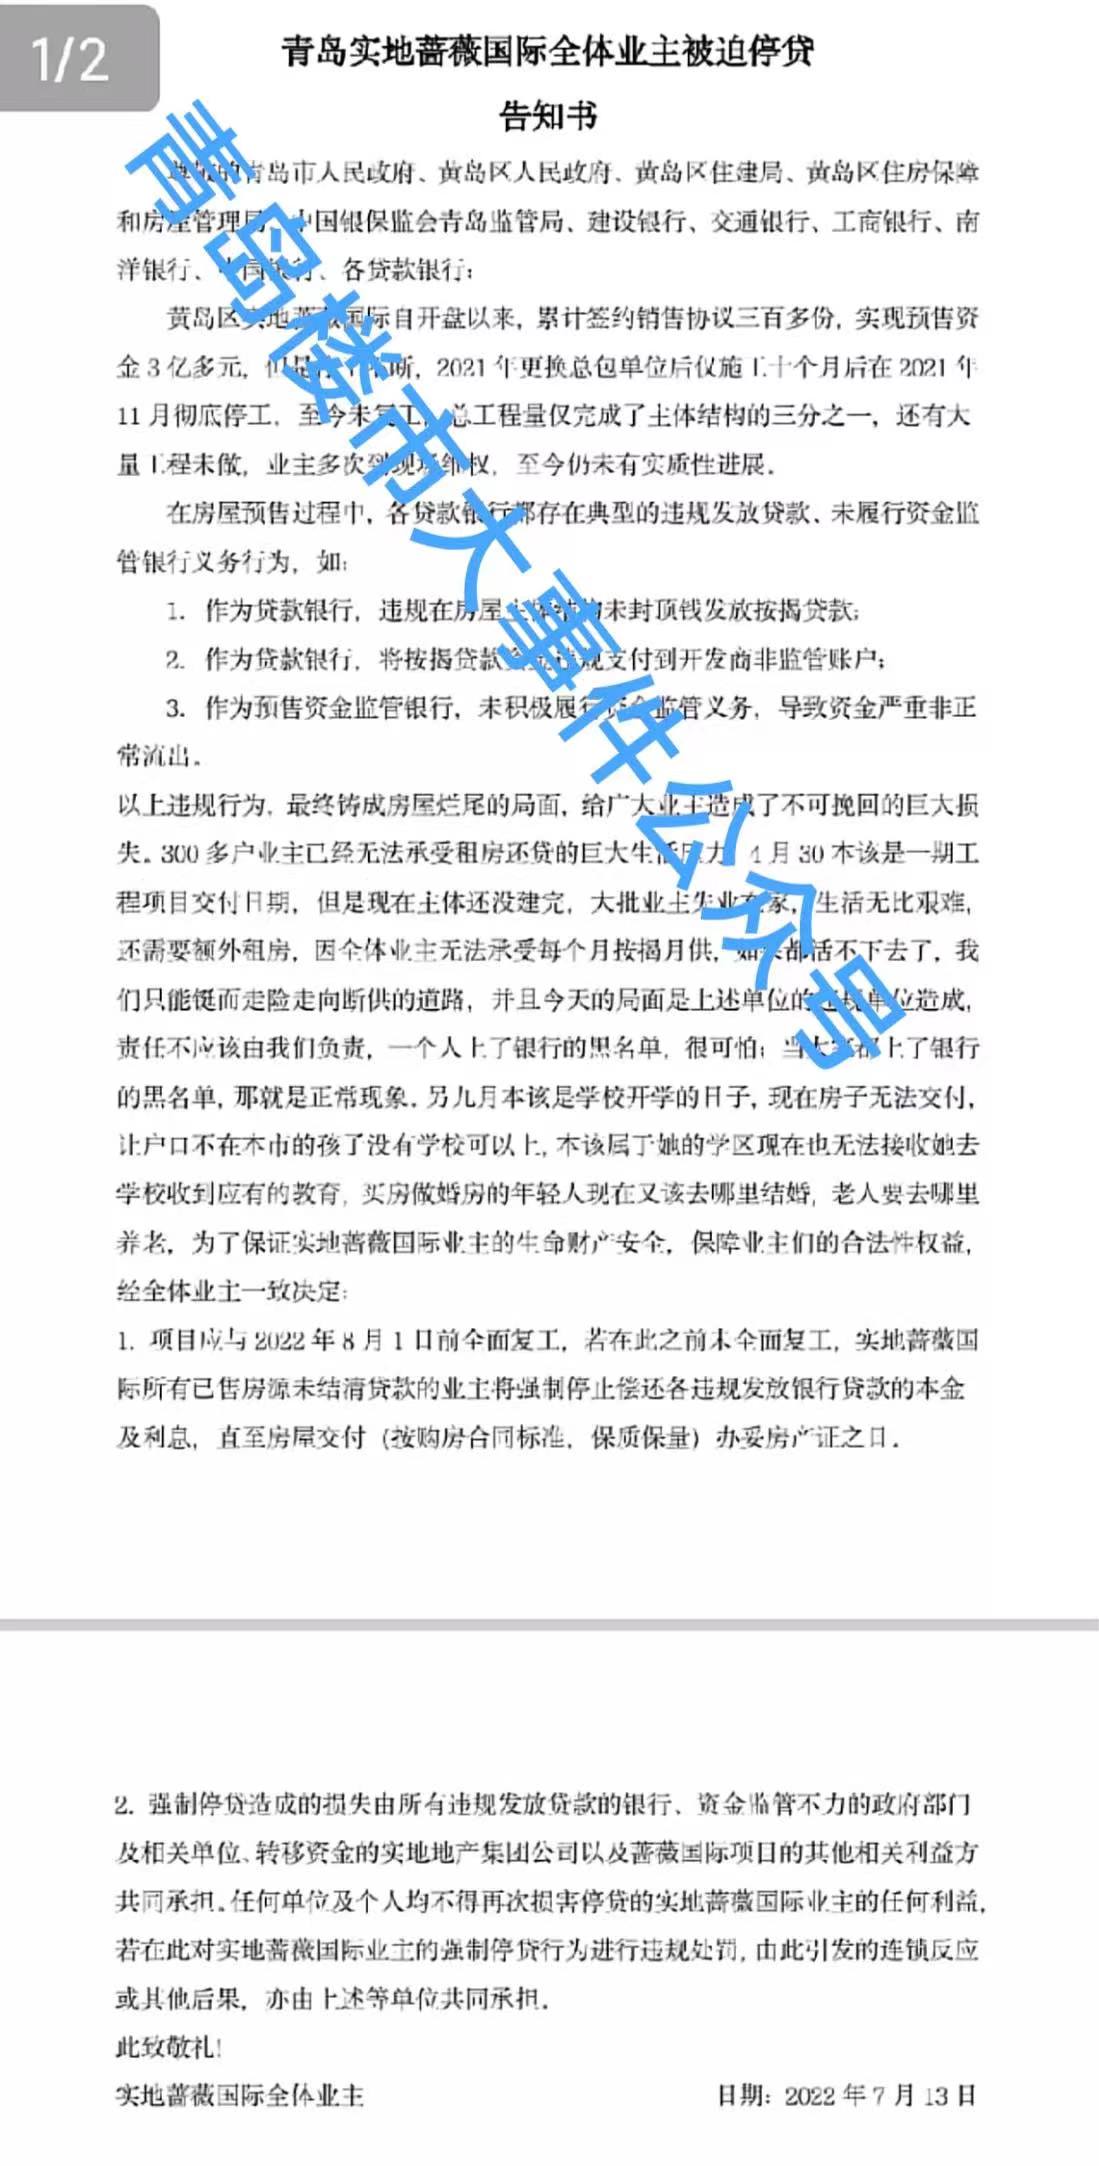 1/2
青岛实地蔷薇国际全体业主被迫停贷
告知书
青岛市人民政府、黄岛区人民政府、黄岛区住建局、黄岛区住房保障
和房屋管理局、中国银保监会青岛监管局、建设银行、交通银行、工商银行、南
洋银行、中国银行、各贷款银行：
黄岛区实地蔷薇国际自开盘以来，累计签约销售协议三百多份，实现预售资
金3亿多元，但是，2021年更换总包单位后仅施工十个月后在2021年
11月彻底停工，至今未复工，总工程量仅完成了主体结构的三分之一，还有大
量工程未做，业主多次到现场维权，至今仍未有实质性进展。
在房屋预售过程中，各贷款银行都存在典型的违规发放贷款、未履行资金监
管银行义务行为，如：
1. 作为贷款银行，违规在房屋主体结构未封顶钱发放按揭贷款；
2. 作为贷款银行，将按揭贷款资金违规支付到开发商非监管账户；
3. 作为预售资金监管银行，未积极履行资金监管义务，导致资金严重非正
常流出。
以上违规行为，最终铸成房屋烂尾的局面，给广大业主造成了不可挽回的巨大损
失。300多户业主已经无法承受租房还贷的巨大生活压力，4月30本该是一期工
程项目交付日期，但是现在主体还没建完，大批业主失业在家，生活无比艰难，
还需要额外租房，因全体业主无法承受每个月按揭月供，如果都活不下去了，我
们只能铤而走险走向断供的道路，并且今天的局面是上述单位的违规单位造成，
责任不应该由我们负责，一个人上了银行的黑名单，很可怕；当大家都上了银行
的黑名单，那就是正常现象。另九月本该是学校开学的日子，现在房子无法交付，
让户口不在本市的孩子没有学校可以上，本该属于她的学区现在也无法接收她去
学校收到应有的教育，买房做婚房的年轻人现在又该去哪里结婚，老人要去哪里
养老，为了保证实地蔷薇国际业主的生命财产安全，保障业主们的合法性权益，
经全体业主一致决定：
1. 项目应与2022年8月1日前全面复工，若在此之前未全面复工，实地蔷薇国
际所有已售房源未结清贷款的业主将强制停止偿还各违规发放银行贷款的本金
及利息，直至房屋交付（按购房合同标准，保质保量）办妥房产证之日。
2. 强制停贷造成的损失由所有违规发放贷款的银行、资金监管不力的政府部门
及相关单位、转移资金的实地地产集团公司以及蔷薇国际项目的其他相关利益方
共同承担。任何单位及个人均不得再次损害停贷的实地蔷薇国际业主的任何利益，
若在此对实地蔷薇国际业主的强制停贷行为进行违规处罚，由此引发的连锁反应
或其他后果，亦由上述等单位共同承担。
此致敬礼！
实地蔷薇国际全体业主 日期：2022年7月13日
青岛楼市大事件公众号